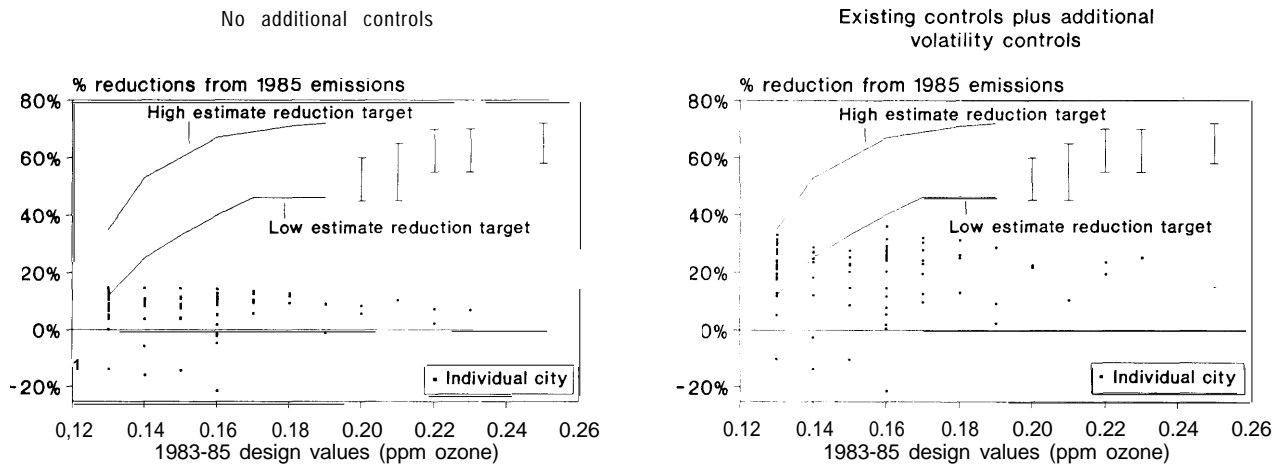 No additional controls
% reductions from 1985 emissions
80%
High estimate reduction target
60%
40%
Low estimate reduction target
20%
0%
1
-20%
Individual city
0,12 0.14 0.16 0.18 0.20 0.22 0.24 0.26
1983-85 design values (ppm ozone)
Existing controls plus additional
volatility controls
% reduction from 1985 emissions
80%
High estimate reduction target
60%
40%
Low estimate reduction target
20%
0%
-20%
Individual city
0.12 0.14 0.16 0.18 0.20 0.22 0.24 0.26
1983-85 design values (ppm ozone)